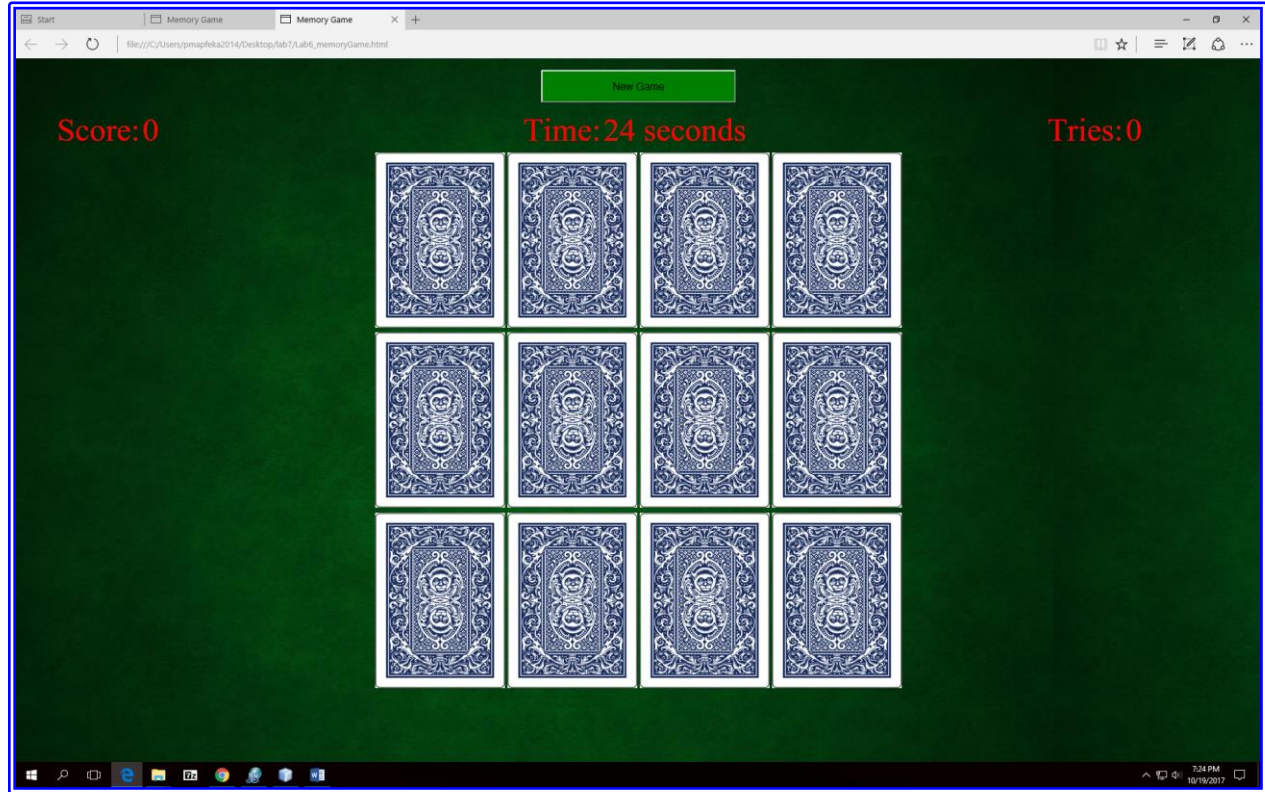 Start
Memory Game
Memory Game
file:///C:/Users/pmapfeka2014/Desktop/lab7/Lab6_memoryGame.html
New Game
Score:0
Time:24 seconds
Tries:0
7:24 PM
10/19/2017